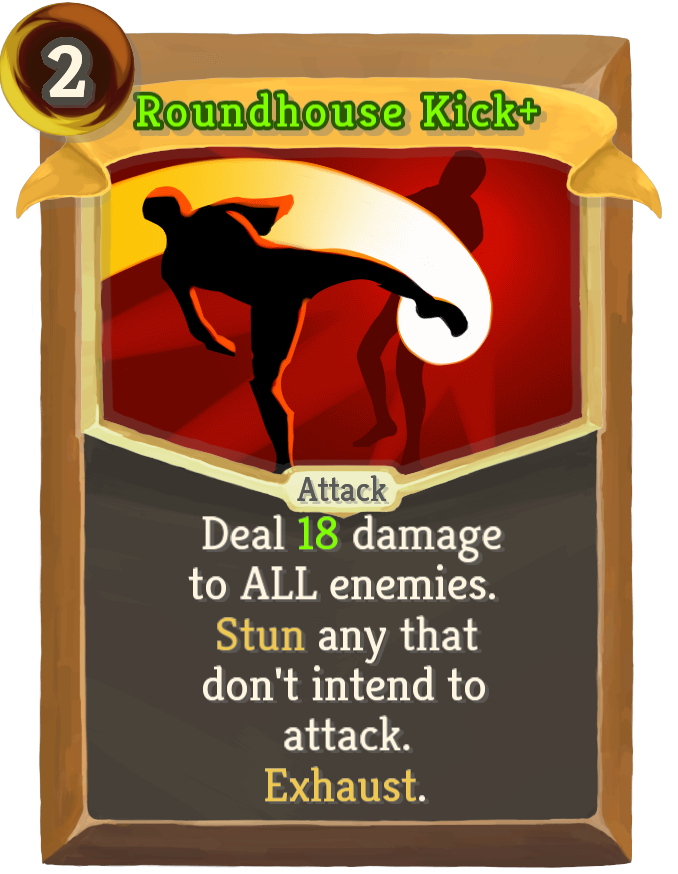 2
Roundhouse Kick+
Attack
Deal 18 damage
to ALL enemies.
Stun any that
don't intend to
attack.
Exhaust.